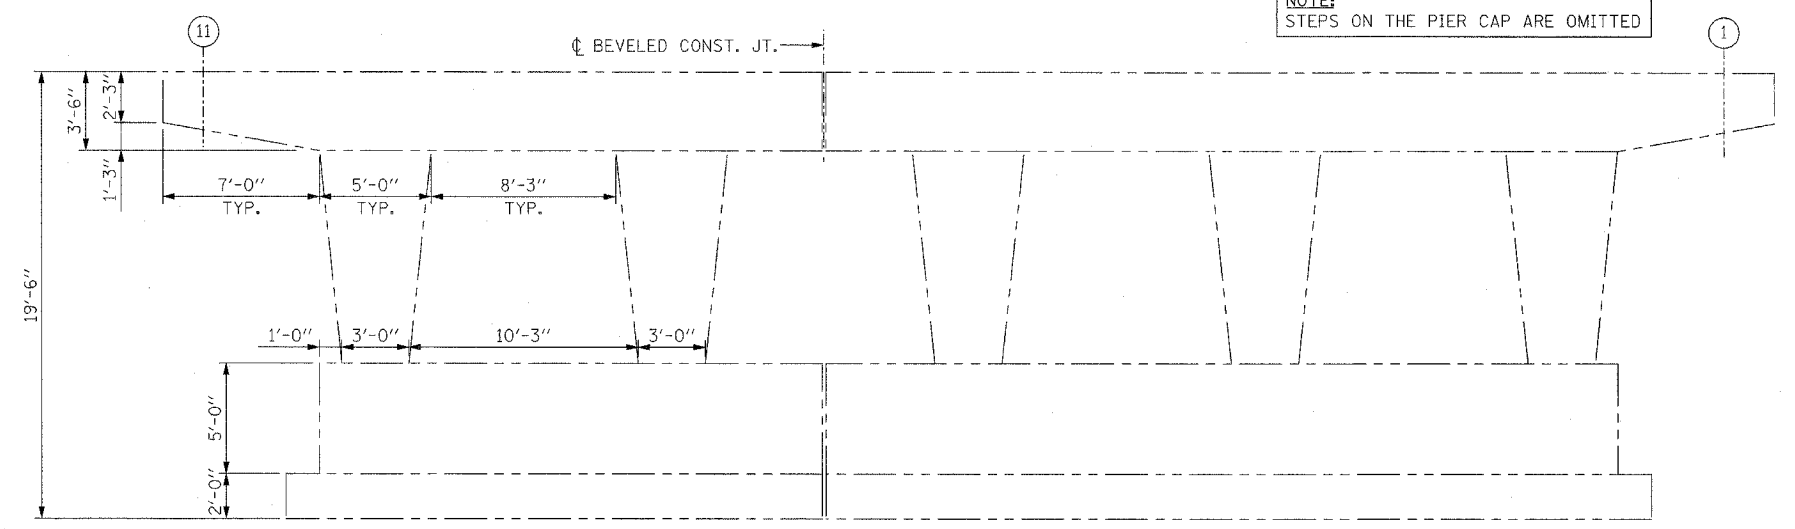 NOTE:
STEPS ON THE PIER CAP ARE OMITTED
11
℄ BEVELED CONST. JT.
1
3'-6"
2'-3"
1'-3"
7'-0"
TYP.
5'-0"
TYP.
8'-3"
TYP.
19'-6"
1'-0"
3'-0"
10'-3"
3'-0"
5'-0"
2'-0"